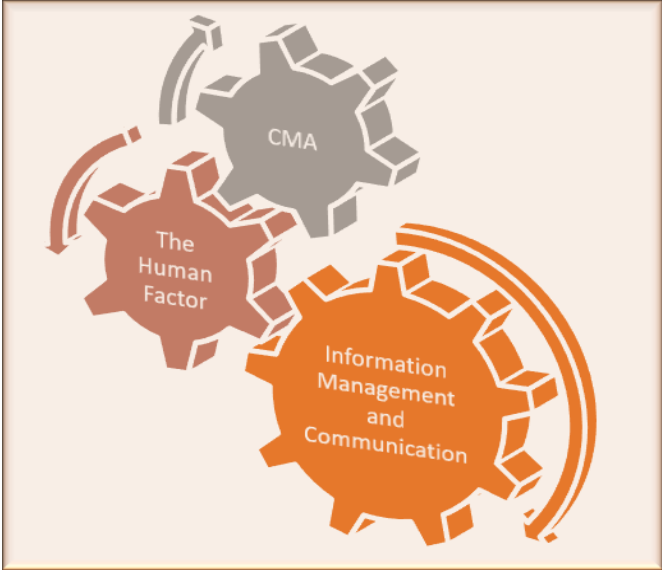 CMA
The
Human
Factor
Information
Management
and
Communication